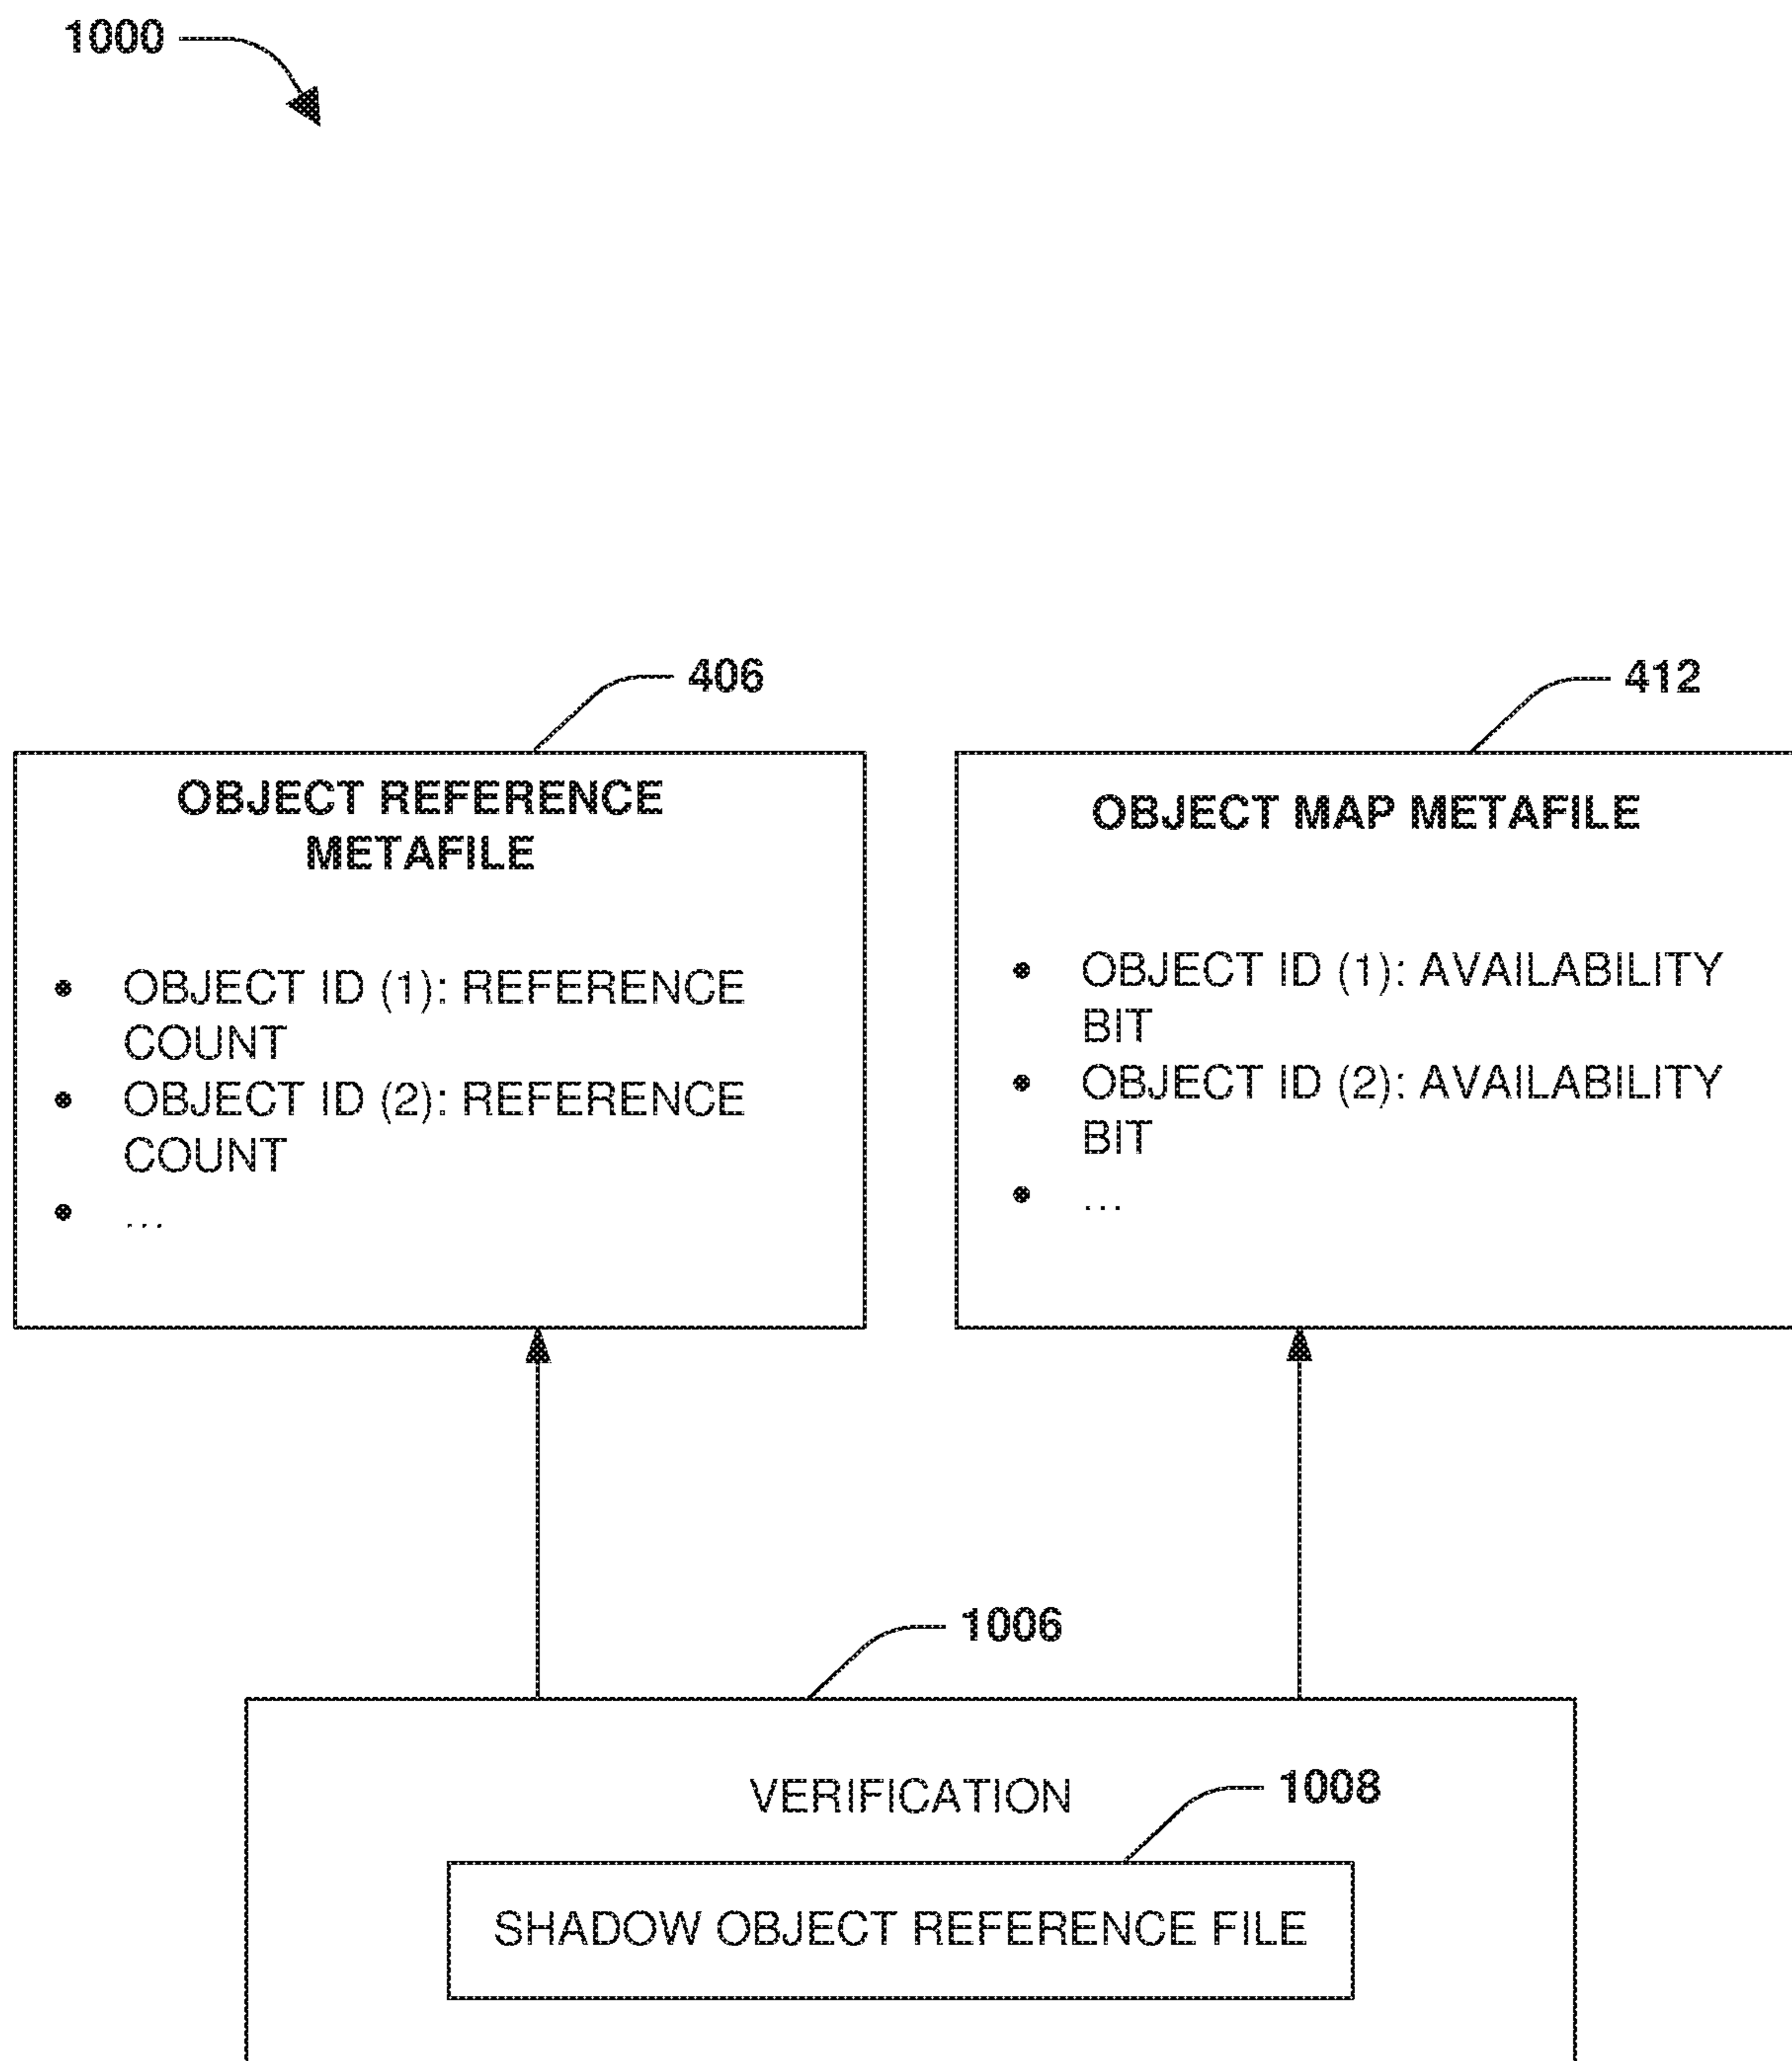 1000
406
412
OBJECT REFERENCE
METAFILE
• OBJECT ID (1): REFERENCE
COUNT
• OBJECT ID (2): REFERENCE
COUNT
• ...
OBJECT MAP METAFILE
• OBJECT ID (1): AVAILABILITY
BIT
• OBJECT ID (2): AVAILABILITY
BIT
• ...
1006
VERIFICATION
1008
SHADOW OBJECT REFERENCE FILE